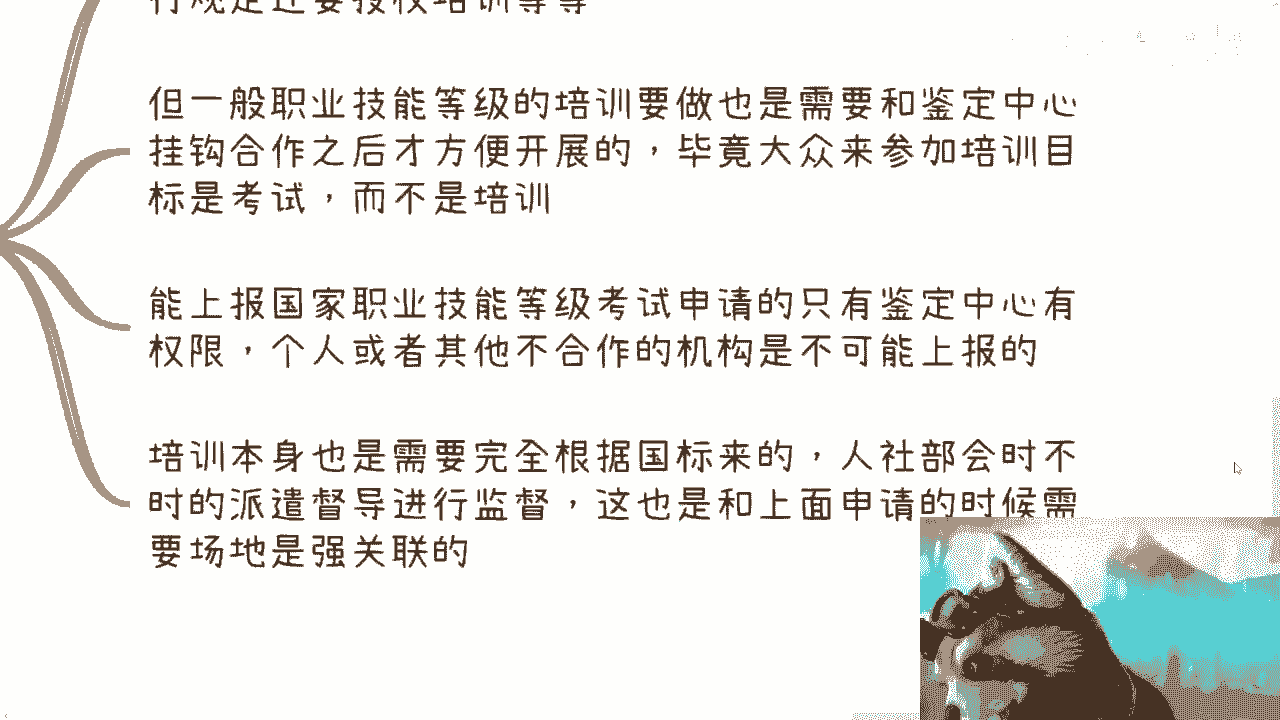 行规定还要授权培训等等
但一般职业技能等级的培训要做也是需要和鉴定中心
挂钩合作之后才方便开展的，毕竟大众来参加培训目
标是考试，而不是培训
能上报国家职业技能等级考试申请的只有鉴定中心有
权限，个人或者其他不合作的机构是不可能上报的
培训本身也是需要完全根据国标来的，人社部会时不
时的派遣督导进行监督，这也是和上面申请的时候需
要场地是强关联的